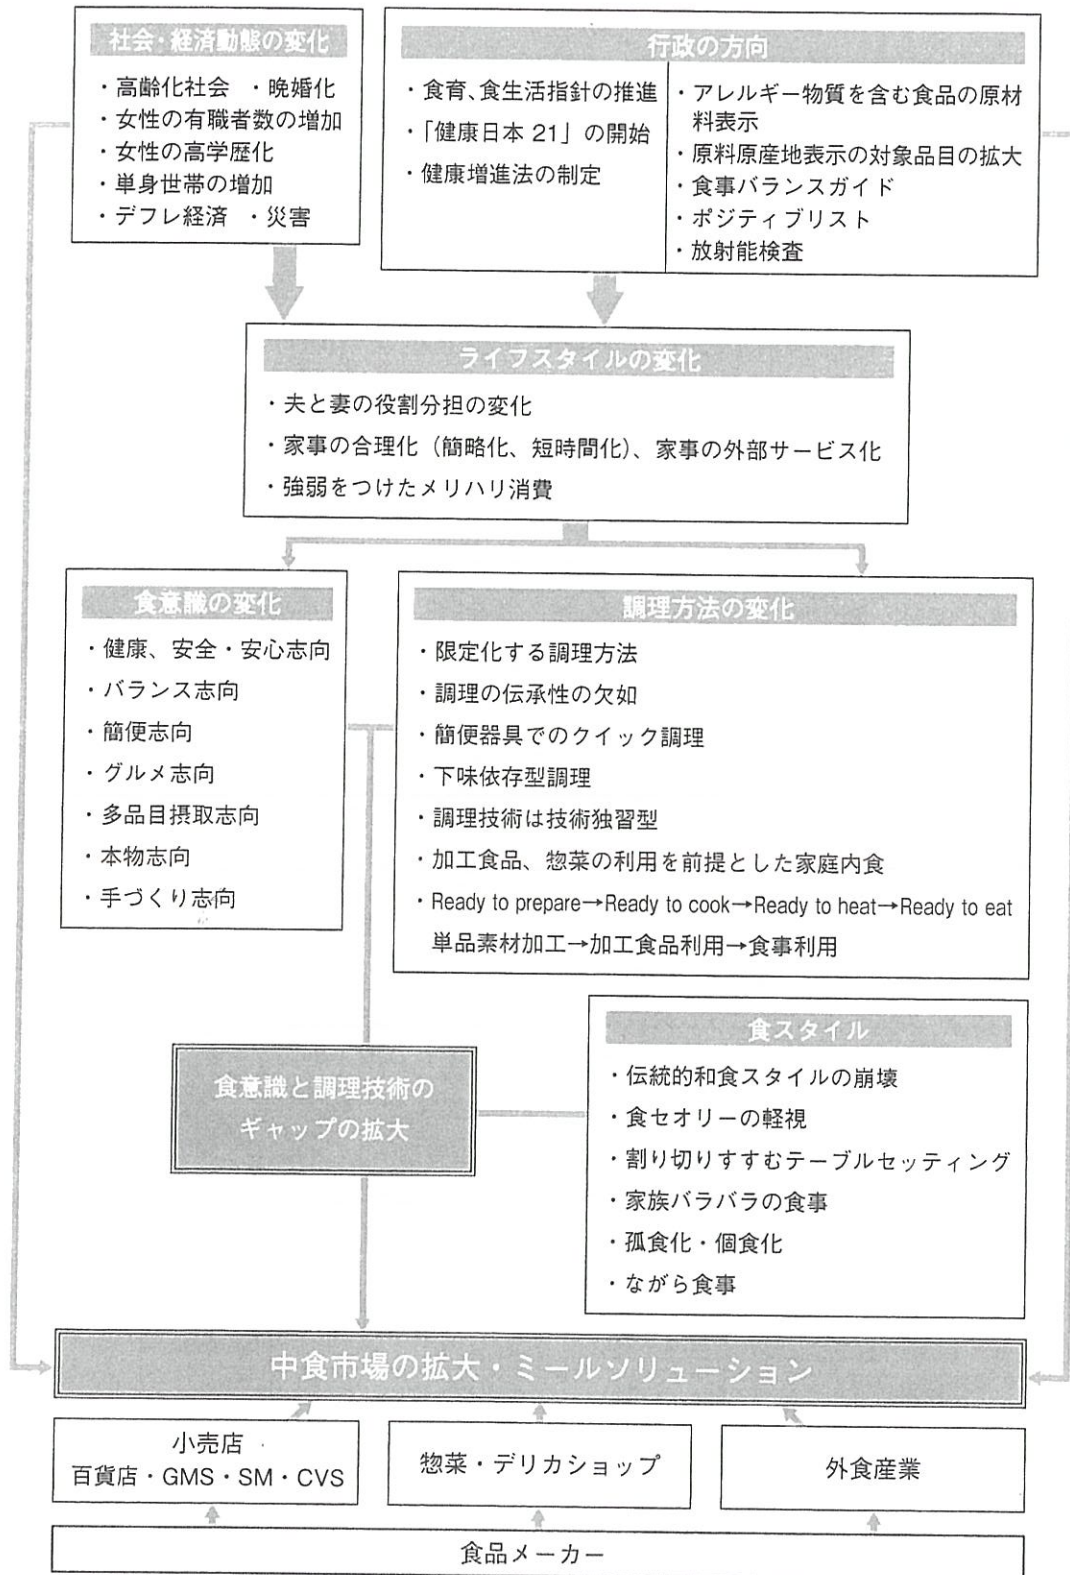 社会・経済動態の変化
・高齢化社会 ・晩婚化
・女性の有職者数の増加
・女性の高学歴化
・単身世帯の増加
・デフレ経済 ・災害
行政の方向
・食育、食生活指針の推進
・「健康日本 21」の開始
・健康増進法の制定
・アレルギー物質を含む食品の原材
料表示
・原料原産地表示の対象品目の拡大
・食事バランスガイド
・ポジティブリスト
・放射能検査
ライフスタイルの変化
・夫と妻の役割分担の変化
・家事の合理化（簡略化、短時間化）、家事の外部サービス化
・強弱をつけたメリハリ消費
食意識の変化
・健康、安全・安心志向
・バランス志向
・簡便志向
・グルメ志向
・多品目摂取志向
・本物志向
・手づくり志向
調理方法の変化
・限定化する調理方法
・調理の伝承性の欠如
・簡便器具でのクイック調理
・下味依存型調理
・調理技術は技術独習型
・加工食品、惣菜の利用を前提とした家庭内食
・Ready to prepare→Ready to cook→Ready to heat→Ready to eat
単品素材加工→加工食品利用→食事利用
食スタイル
・伝統的和食スタイルの崩壊
・食セオリーの軽視
・割り切りすすむテーブルセッティング
・家族バラバラの食事
・孤食化・個食化
・ながら食事
食意識と調理技術の
ギャップの拡大
中食市場の拡大・ミールソリューション
小売店
百貨店・GMS・SM・CVS
惣菜・デリカショップ
外食産業
食品メーカー